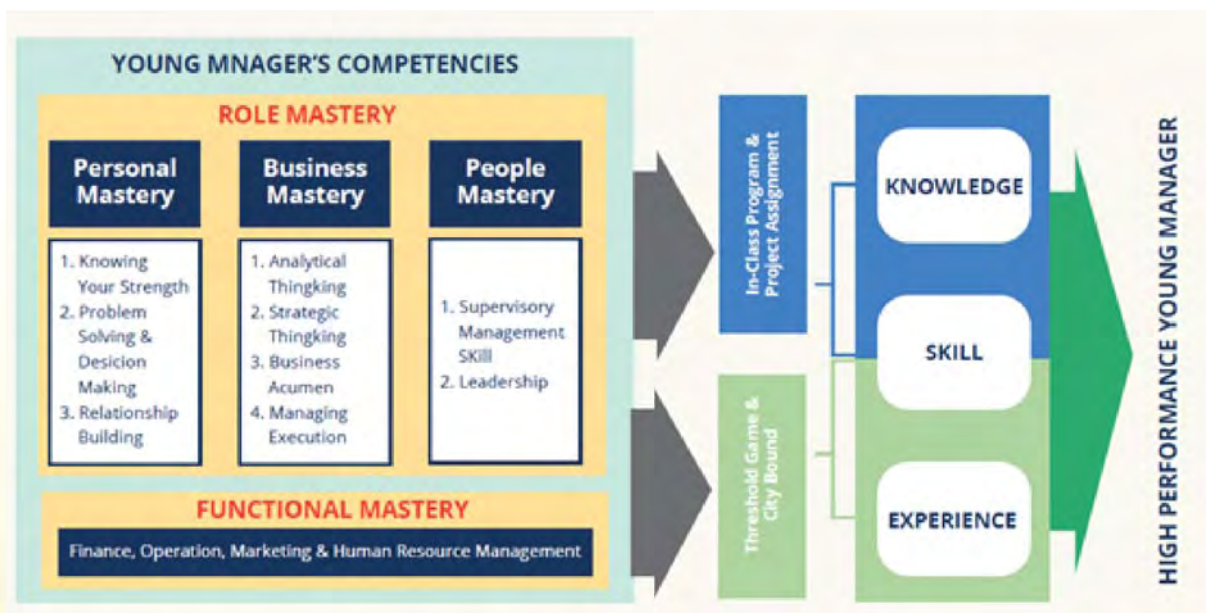 YOUNG MNAGER'S COMPETENCIES
ROLE MASTERY
Personal
Mastery
1. Knowing
Your Strength
2. Problem
Solving &
Desicion
Making
3. Relationship
Building
Business
Mastery
1. Analytical
Thingking
2. Strategic
Thingking
3. Business
Acumen
4. Managing
Execution
People
Mastery
1. Supervisory
Management
SKill
2. Leadership
FUNCTIONAL MASTERY
Finance, Operation, Marketing & Human Resource Management
In-Class Program &
Project Assignment
Threshold Game &
City Bound
KNOWLEDGE
SKILL
EXPERIENCE
HIGH PERFORMANCE YOUNG MANAGER